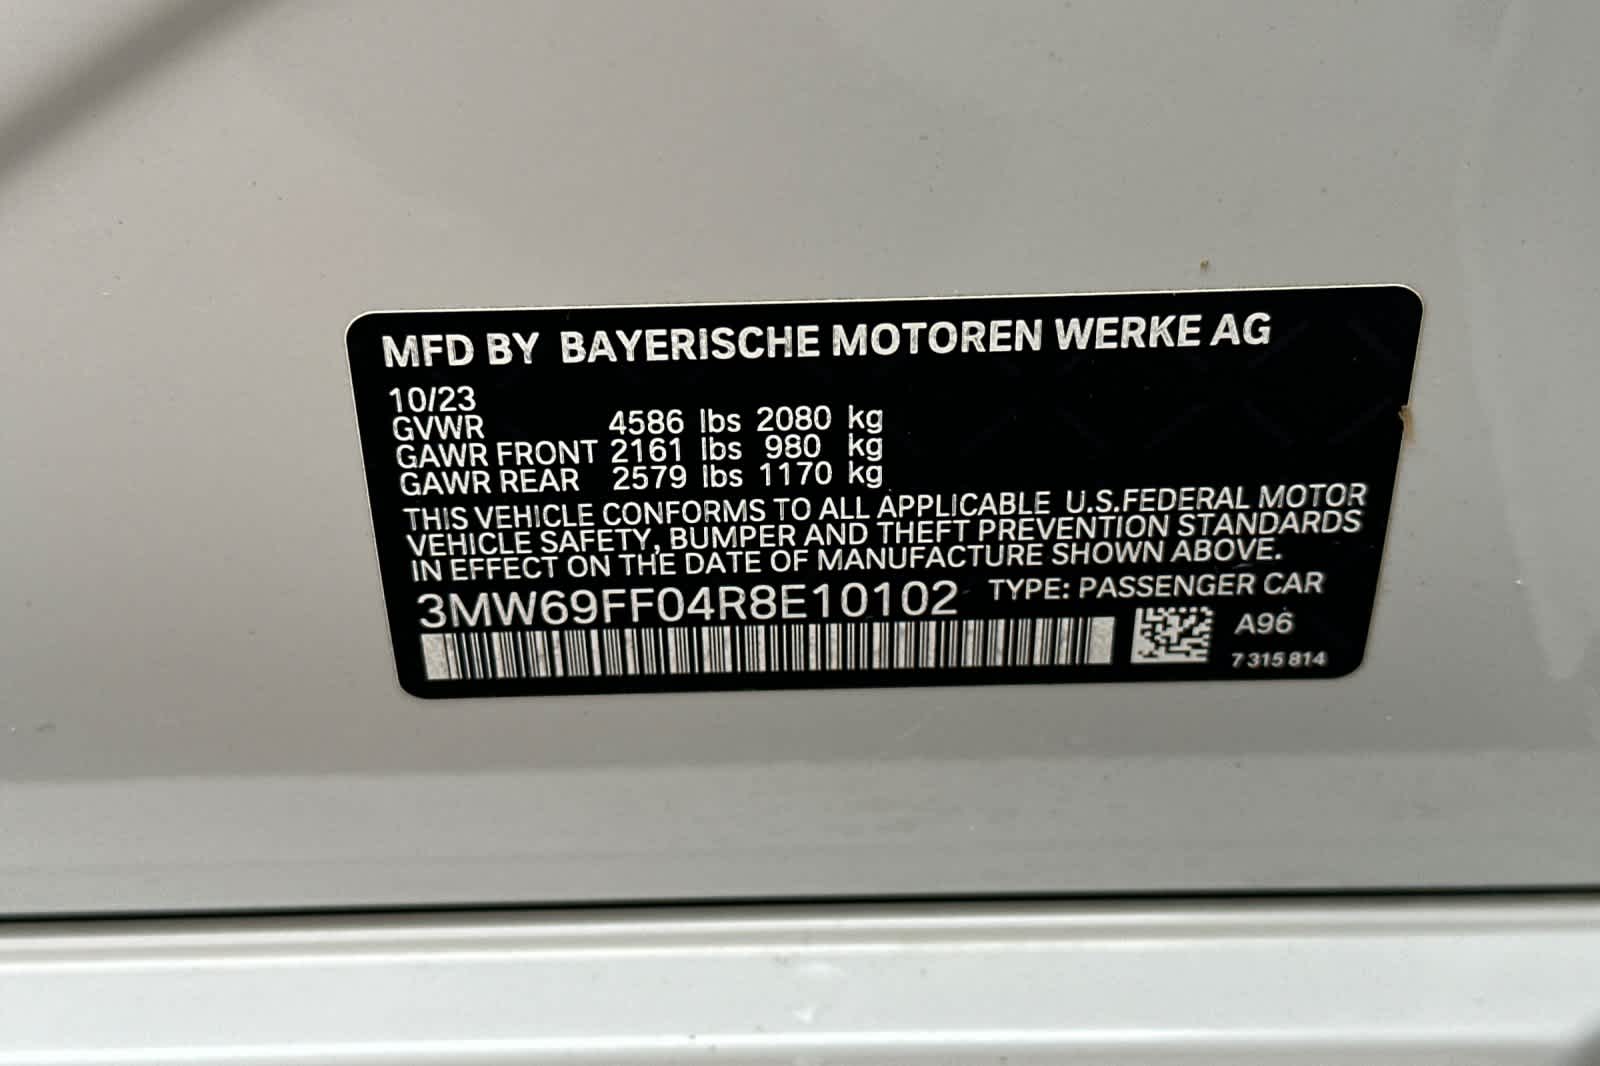 MFD BY BAYERISCHE MOTOREN WERKE AG
10/23
GVWR 4586 lbs 2080 kg
GAWR FRONT 2161 lbs 980 kg
GAWR REAR 2579 lbs 1170 kg
THIS VEHICLE CONFORMS TO ALL APPLICABLE U.S.FEDERAL MOTOR
VEHICLE SAFETY, BUMPER AND THEFT PREVENTION STANDARDS
IN EFFECT ON THE DATE OF MANUFACTURE SHOWN ABOVE.
3MW69FF04R8E10102 TYPE: PASSENGER CAR
A96
7 315 814